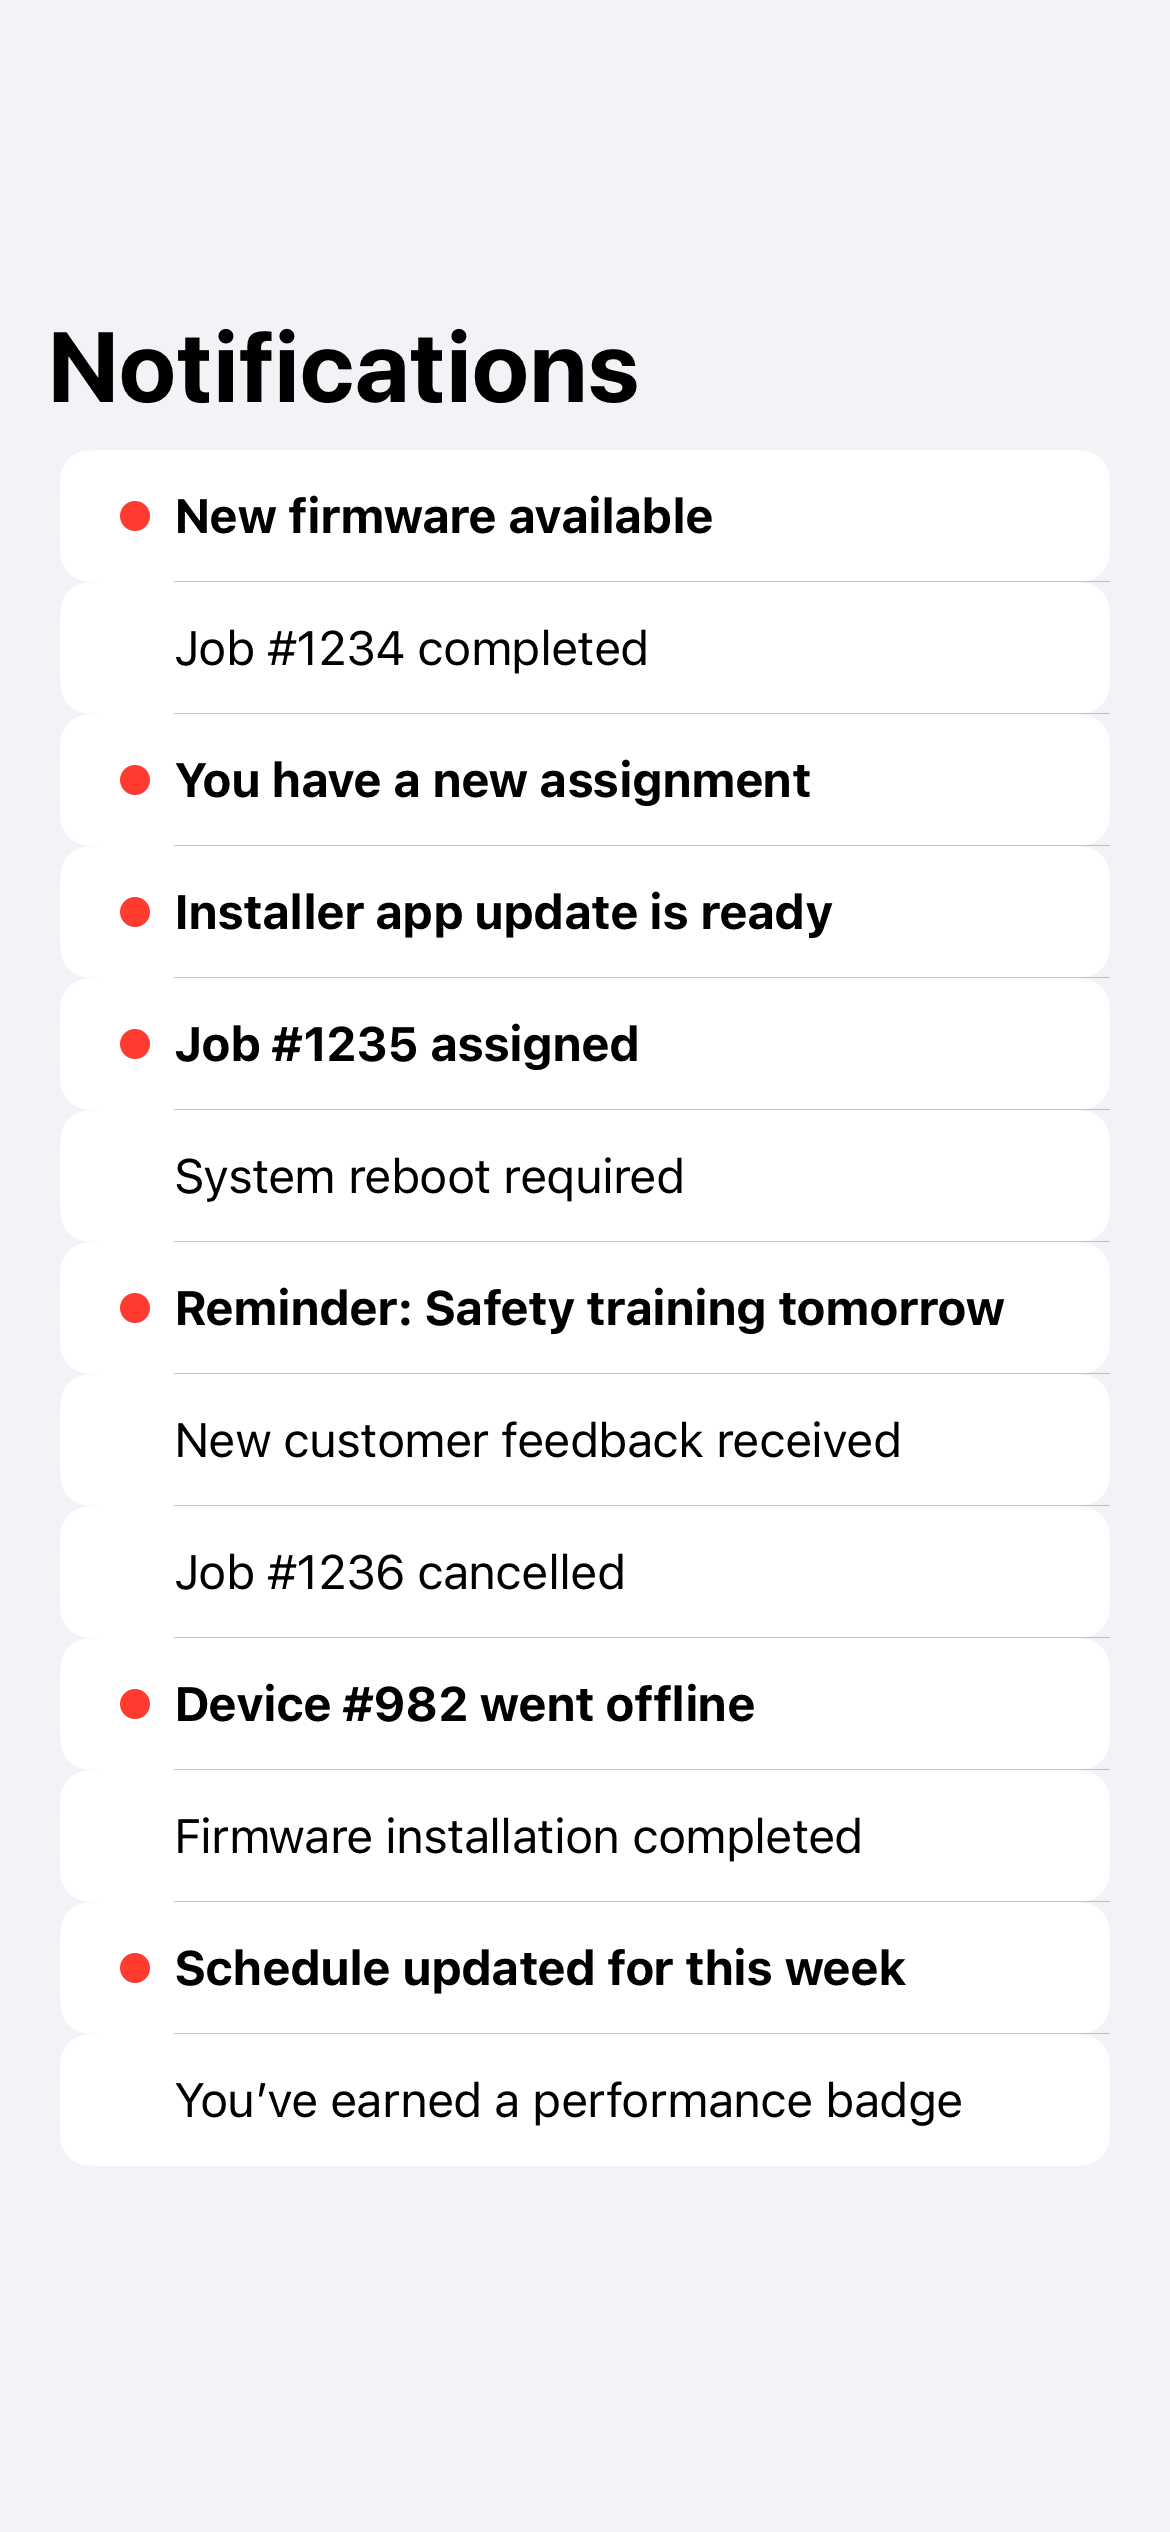 Notifications
New firmware available
Job #1234 completed
You have a new assignment
Installer app update is ready
Job #1235 assigned
System reboot required
Reminder: Safety training tomorrow
New customer feedback received
Job #1236 cancelled
Device #982 went offline
Firmware installation completed
Schedule updated for this week
You’ve earned a performance badge